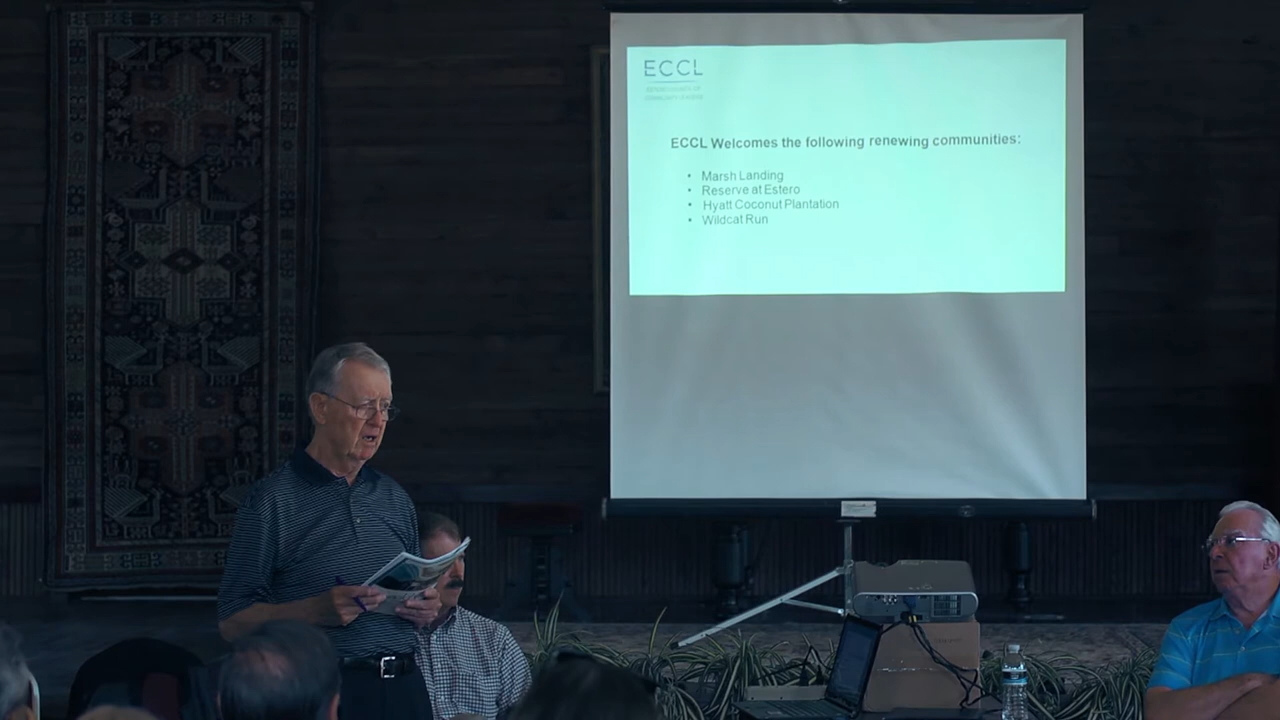 ECCL
ECCL Welcomes the following renewing communities:
• Marsh Landing
• Reserve at Estero
• Hyatt Coconut Plantation
• Wildcat Run